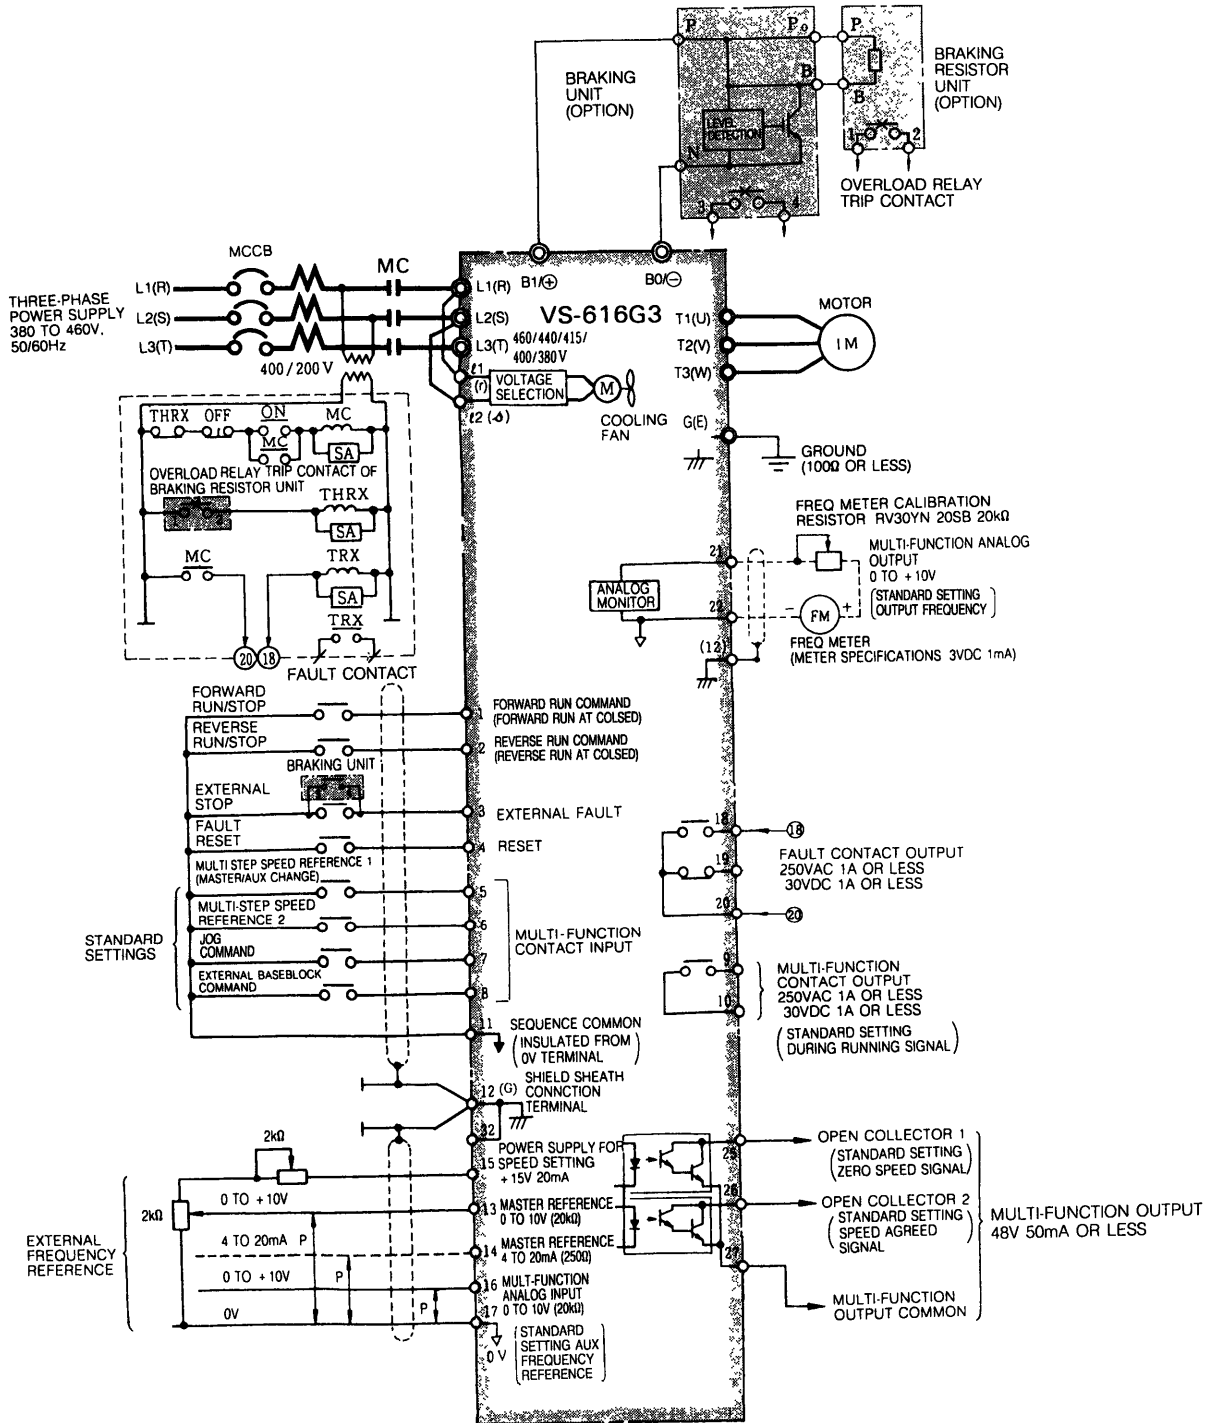 P
P₀
P
BRAKING
UNIT
(OPTION)
BRAKING
RESISTOR
UNIT
(OPTION)
B
B
LEVEL
DETECTION
1
2
N
OVERLOAD RELAY
TRIP CONTACT
3
4
MCCB
MC
B1/⊕
B0/⊖
THREE-PHASE
POWER SUPPLY
380 TO 460V.
50/60Hz
L1(R)
L2(S)
L3(T)
400/200 V
L1(R)
L2(S)
L3(T)
VS-616G3
460/440/415/
400/380 V
T1(U)
T2(V)
T3(W)
MOTOR
IM
ℓ1
(r)
ℓ2 (𝑠)
VOLTAGE
SELECTION
M
COOLING
FAN
G(E)
GROUND
(100Ω OR LESS)
THRX
OFF
ON
MC
MC
SA
OVERLOAD RELAY TRIP CONTACT OF
BRAKING RESISTOR UNIT
1
2
THRX
SA
MC
TRX
SA
TRX
20
18
FAULT CONTACT
FREQ METER CALIBRATION
RESISTOR RV30YN 20SB 20kΩ
21
MULTI-FUNCTION ANALOG
OUTPUT
0 TO +10V
(STANDARD SETTING
OUTPUT FREQUENCY)
ANALOG
MONITOR
22
-
FM
+
(12)
FREQ METER
(METER SPECIFICATIONS 3VDC 1mA)
FORWARD
RUN/STOP
1
FORWARD RUN COMMAND
(FORWARD RUN AT COLSED)
REVERSE
RUN/STOP
2
REVERSE RUN COMMAND
(REVERSE RUN AT COLSED)
BRAKING UNIT
EXTERNAL
STOP
3
EXTERNAL FAULT
FAULT
RESET
4
RESET
MULTI STEP SPEED REFERENCE 1
(MASTER/AUX CHANGE)
5
MULTI-STEP SPEED
REFERENCE 2
6
JOG
COMMAND
7
EXTERNAL BASEBLOCK
COMMAND
8
STANDARD
SETTINGS
MULTI-FUNCTION
CONTACT INPUT
18
18
19
20
20
FAULT CONTACT OUTPUT
250VAC 1A OR LESS
30VDC 1A OR LESS
9
10
MULTI-FUNCTION
CONTACT OUTPUT
250VAC 1A OR LESS
30VDC 1A OR LESS
(STANDARD SETTING
DURING RUNNING SIGNAL)
11
SEQUENCE COMMON
(INSULATED FROM
0V TERMINAL)
12 (G)
SHIELD SHEATH
CONNCTION
TERMINAL
32
2kΩ
15
POWER SUPPLY FOR
SPEED SETTING
+15V 20mA
2kΩ
0 TO +10V
13
MASTER REFERENCE
0 TO 10V (20kΩ)
4 TO 20mA
P
14
MASTER REFERENCE
4 TO 20mA (250Ω)
0 TO +10V
P
16
MULT-FUNCTION
ANALOG INPUT
0 TO 10V (20kΩ)
P
0V
17
0 V
(STANDARD
SETTING AUX
FREQUENCY
REFERENCE)
EXTERNAL
FREQUENCY
REFERENCE
25
OPEN COLLECTOR 1
(STANDARD SETTING
ZERO SPEED SIGNAL)
26
OPEN COLLECTOR 2
(STANDARD SETTING
SPEED AGREED
SIGNAL)
27
MULTI-FUNCTION
OUTPUT COMMON
MULTI-FUNCTION OUTPUT
48V 50mA OR LESS